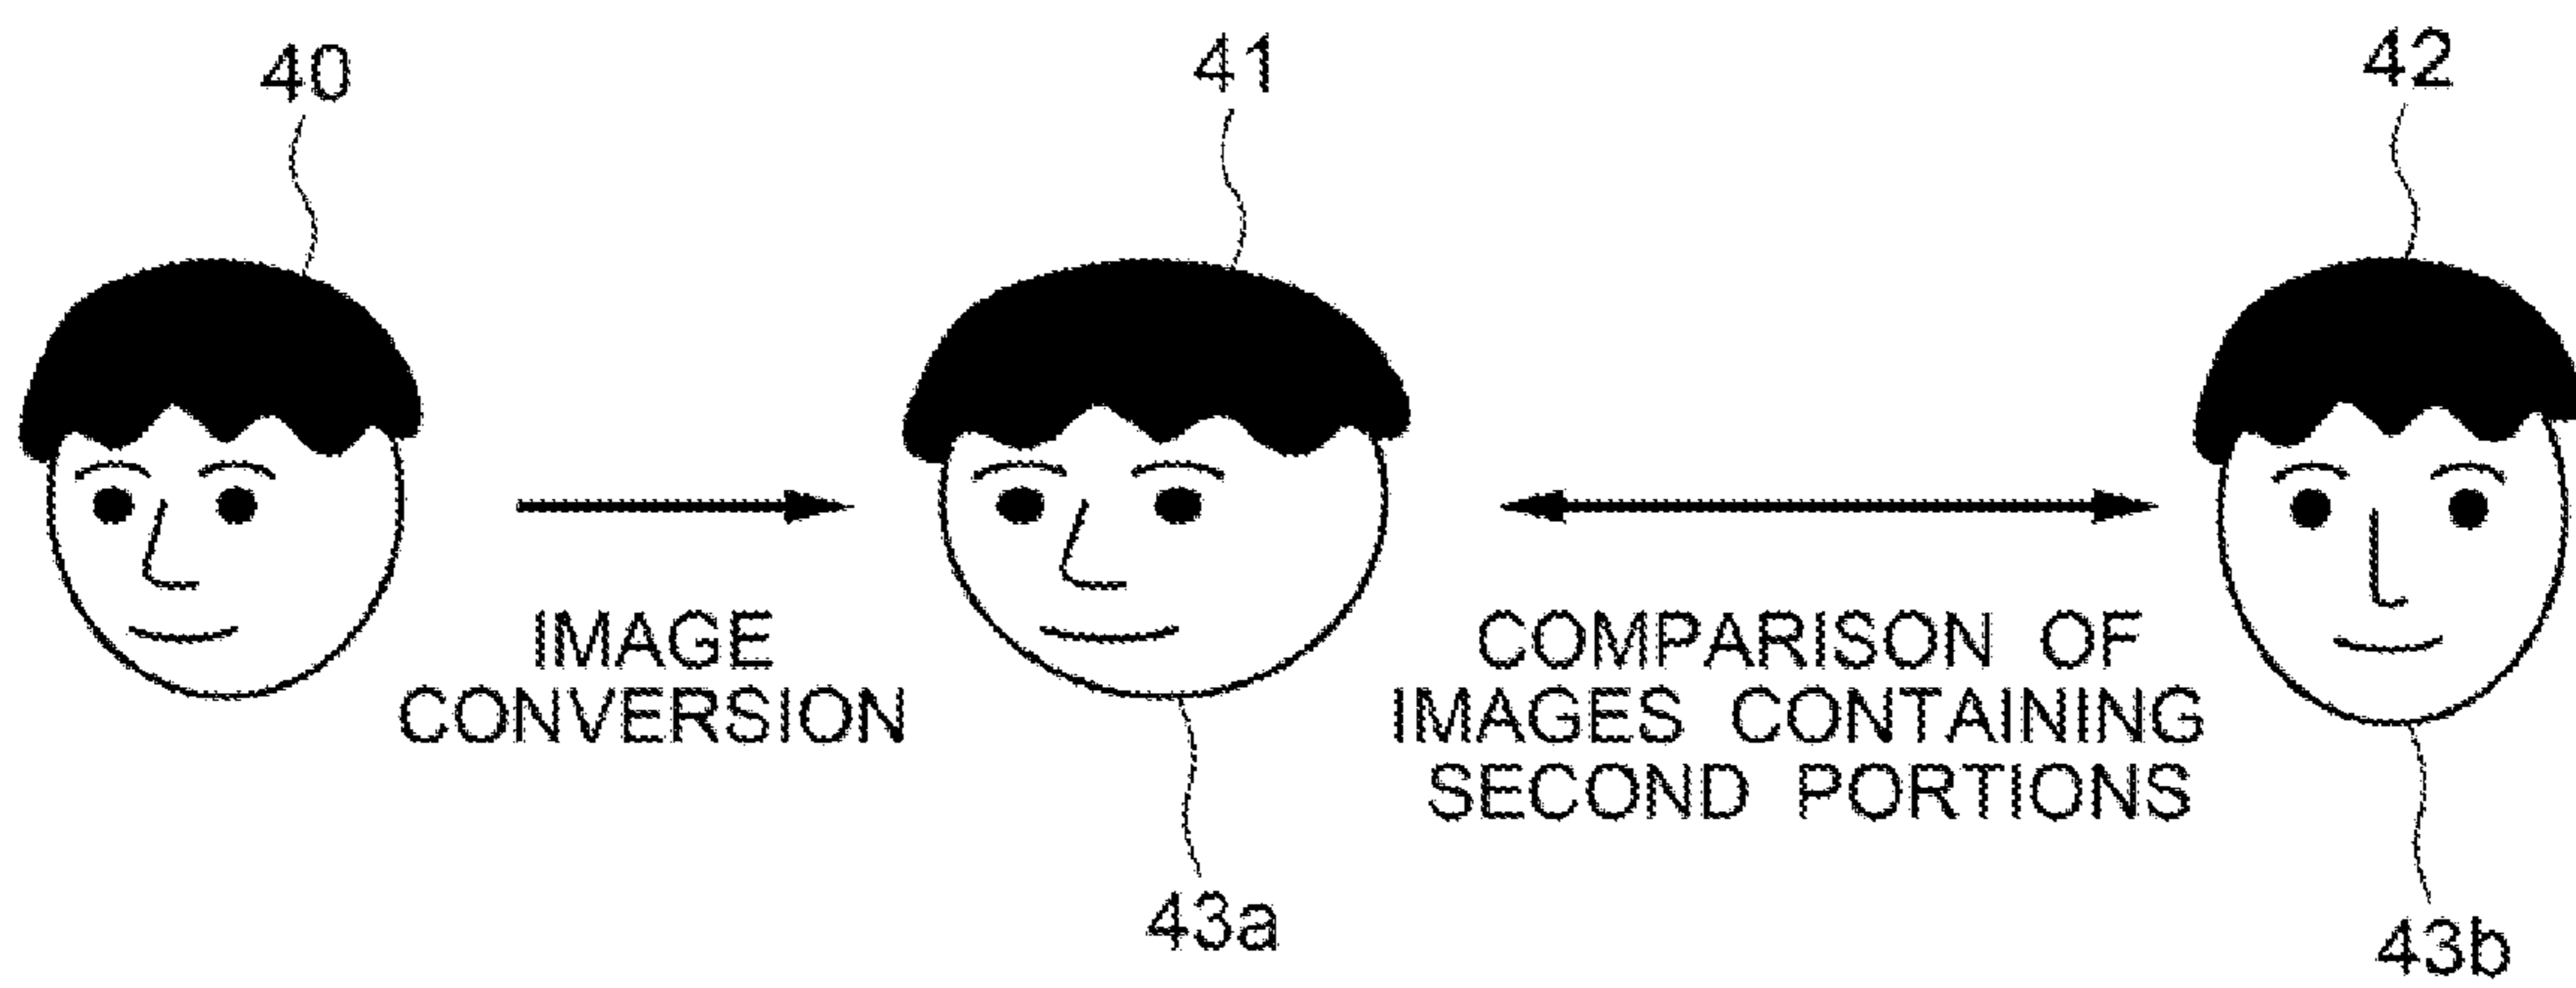 40
41
42
IMAGE
CONVERSION
COMPARISON OF
IMAGES CONTAINING
SECOND PORTIONS
43a
43b